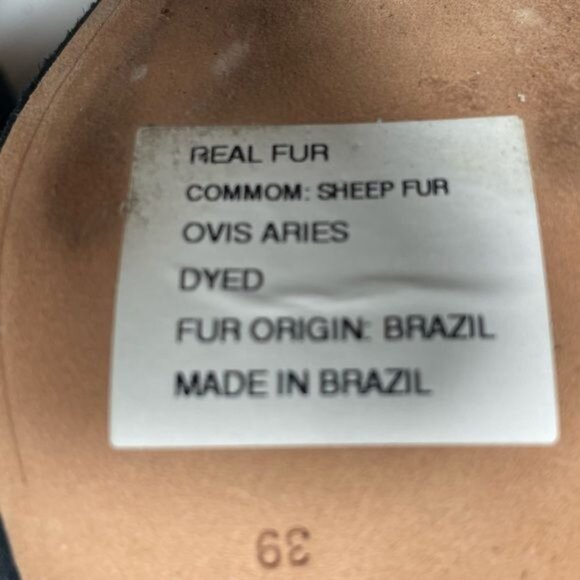 REAL FUR
COMMOM: SHEEP FUR
OVIS ARIES
DYED
FUR ORIGIN: BRAZIL
MADE IN BRAZIL
39